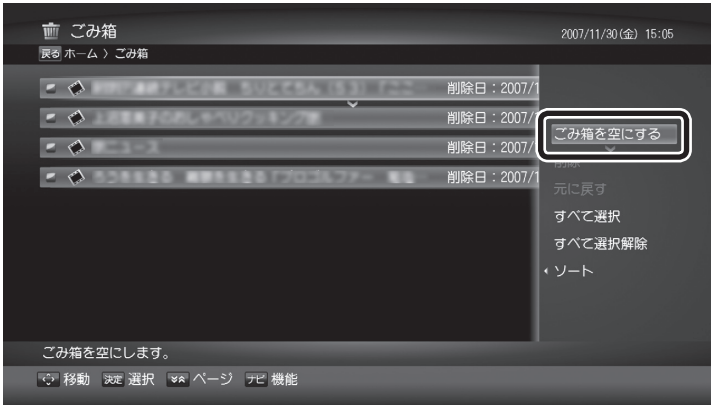 ごみ箱
2007/11/30(金) 15:05
戻る ホーム 〉 ごみ箱
削除日:2007/1
削除日:2007/
削除日:2007/
削除日:2007/1
ごみ箱を空にする
削除
元に戻す
すべて選択
すべて選択解除
ソート
ごみ箱を空にします。
移動 決定 選択 ページ ナビ 機能